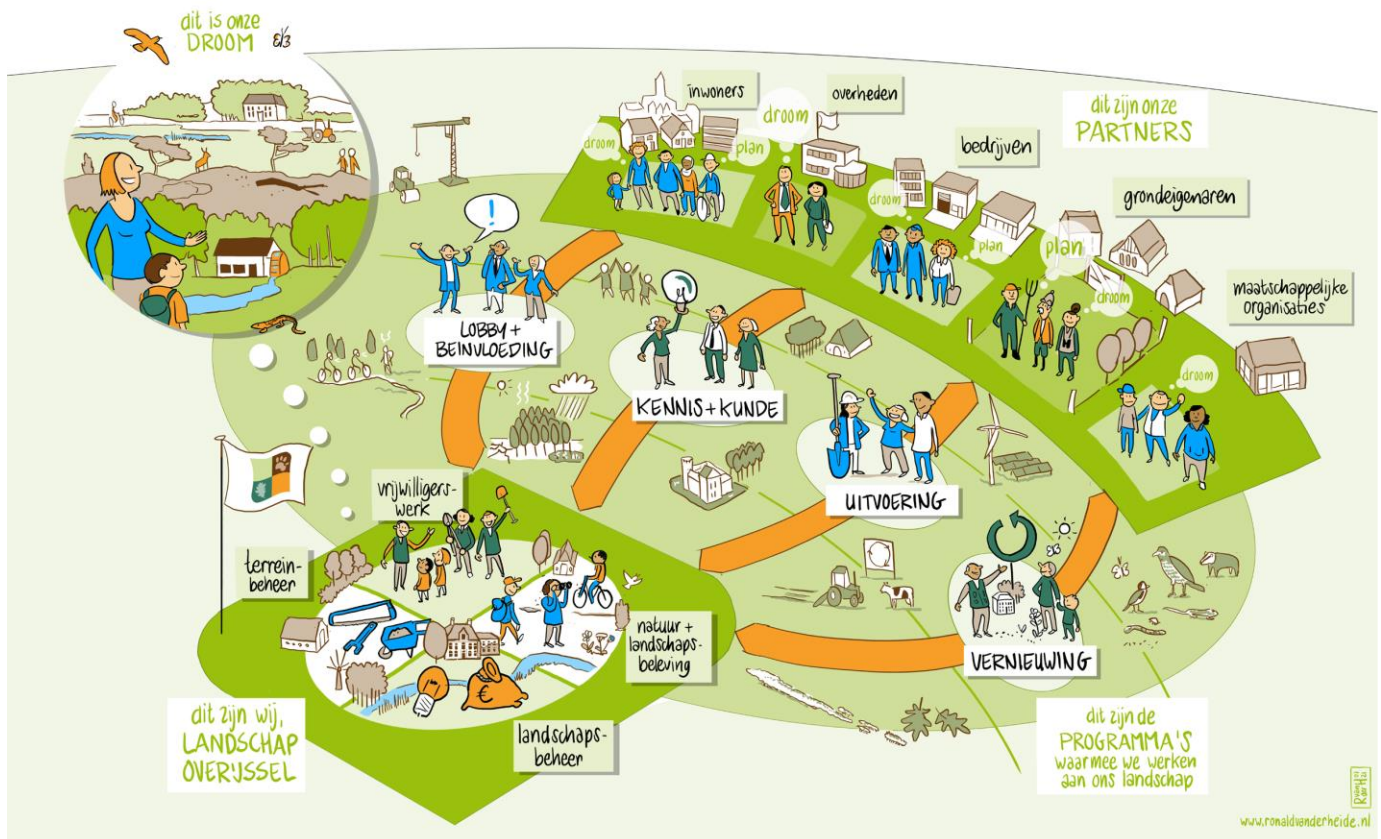 dit is onze
DROOM
inwoners
overheden
dit zijn onze
PARTNERS
droom
droom
plan
bedrijven
droom
plan
grondeigenaren
plan
droom
maatschappelijke
organisaties
droom
!
LOBBY +
BEINVLOEDING
KENNIS + KUNDE
UITVOERING
VERNIEUWING
vrijwilligers-
werk
terrein-
beheer
natuur +
landschaps-
beleving
€
landschaps-
beheer
dit zijn wij,
LANDSCHAP
OVERIJSSEL
dit zijn de
PROGRAMMA'S
waarmee we werken
aan ons landschap
www.ronaldvanderheide.nl